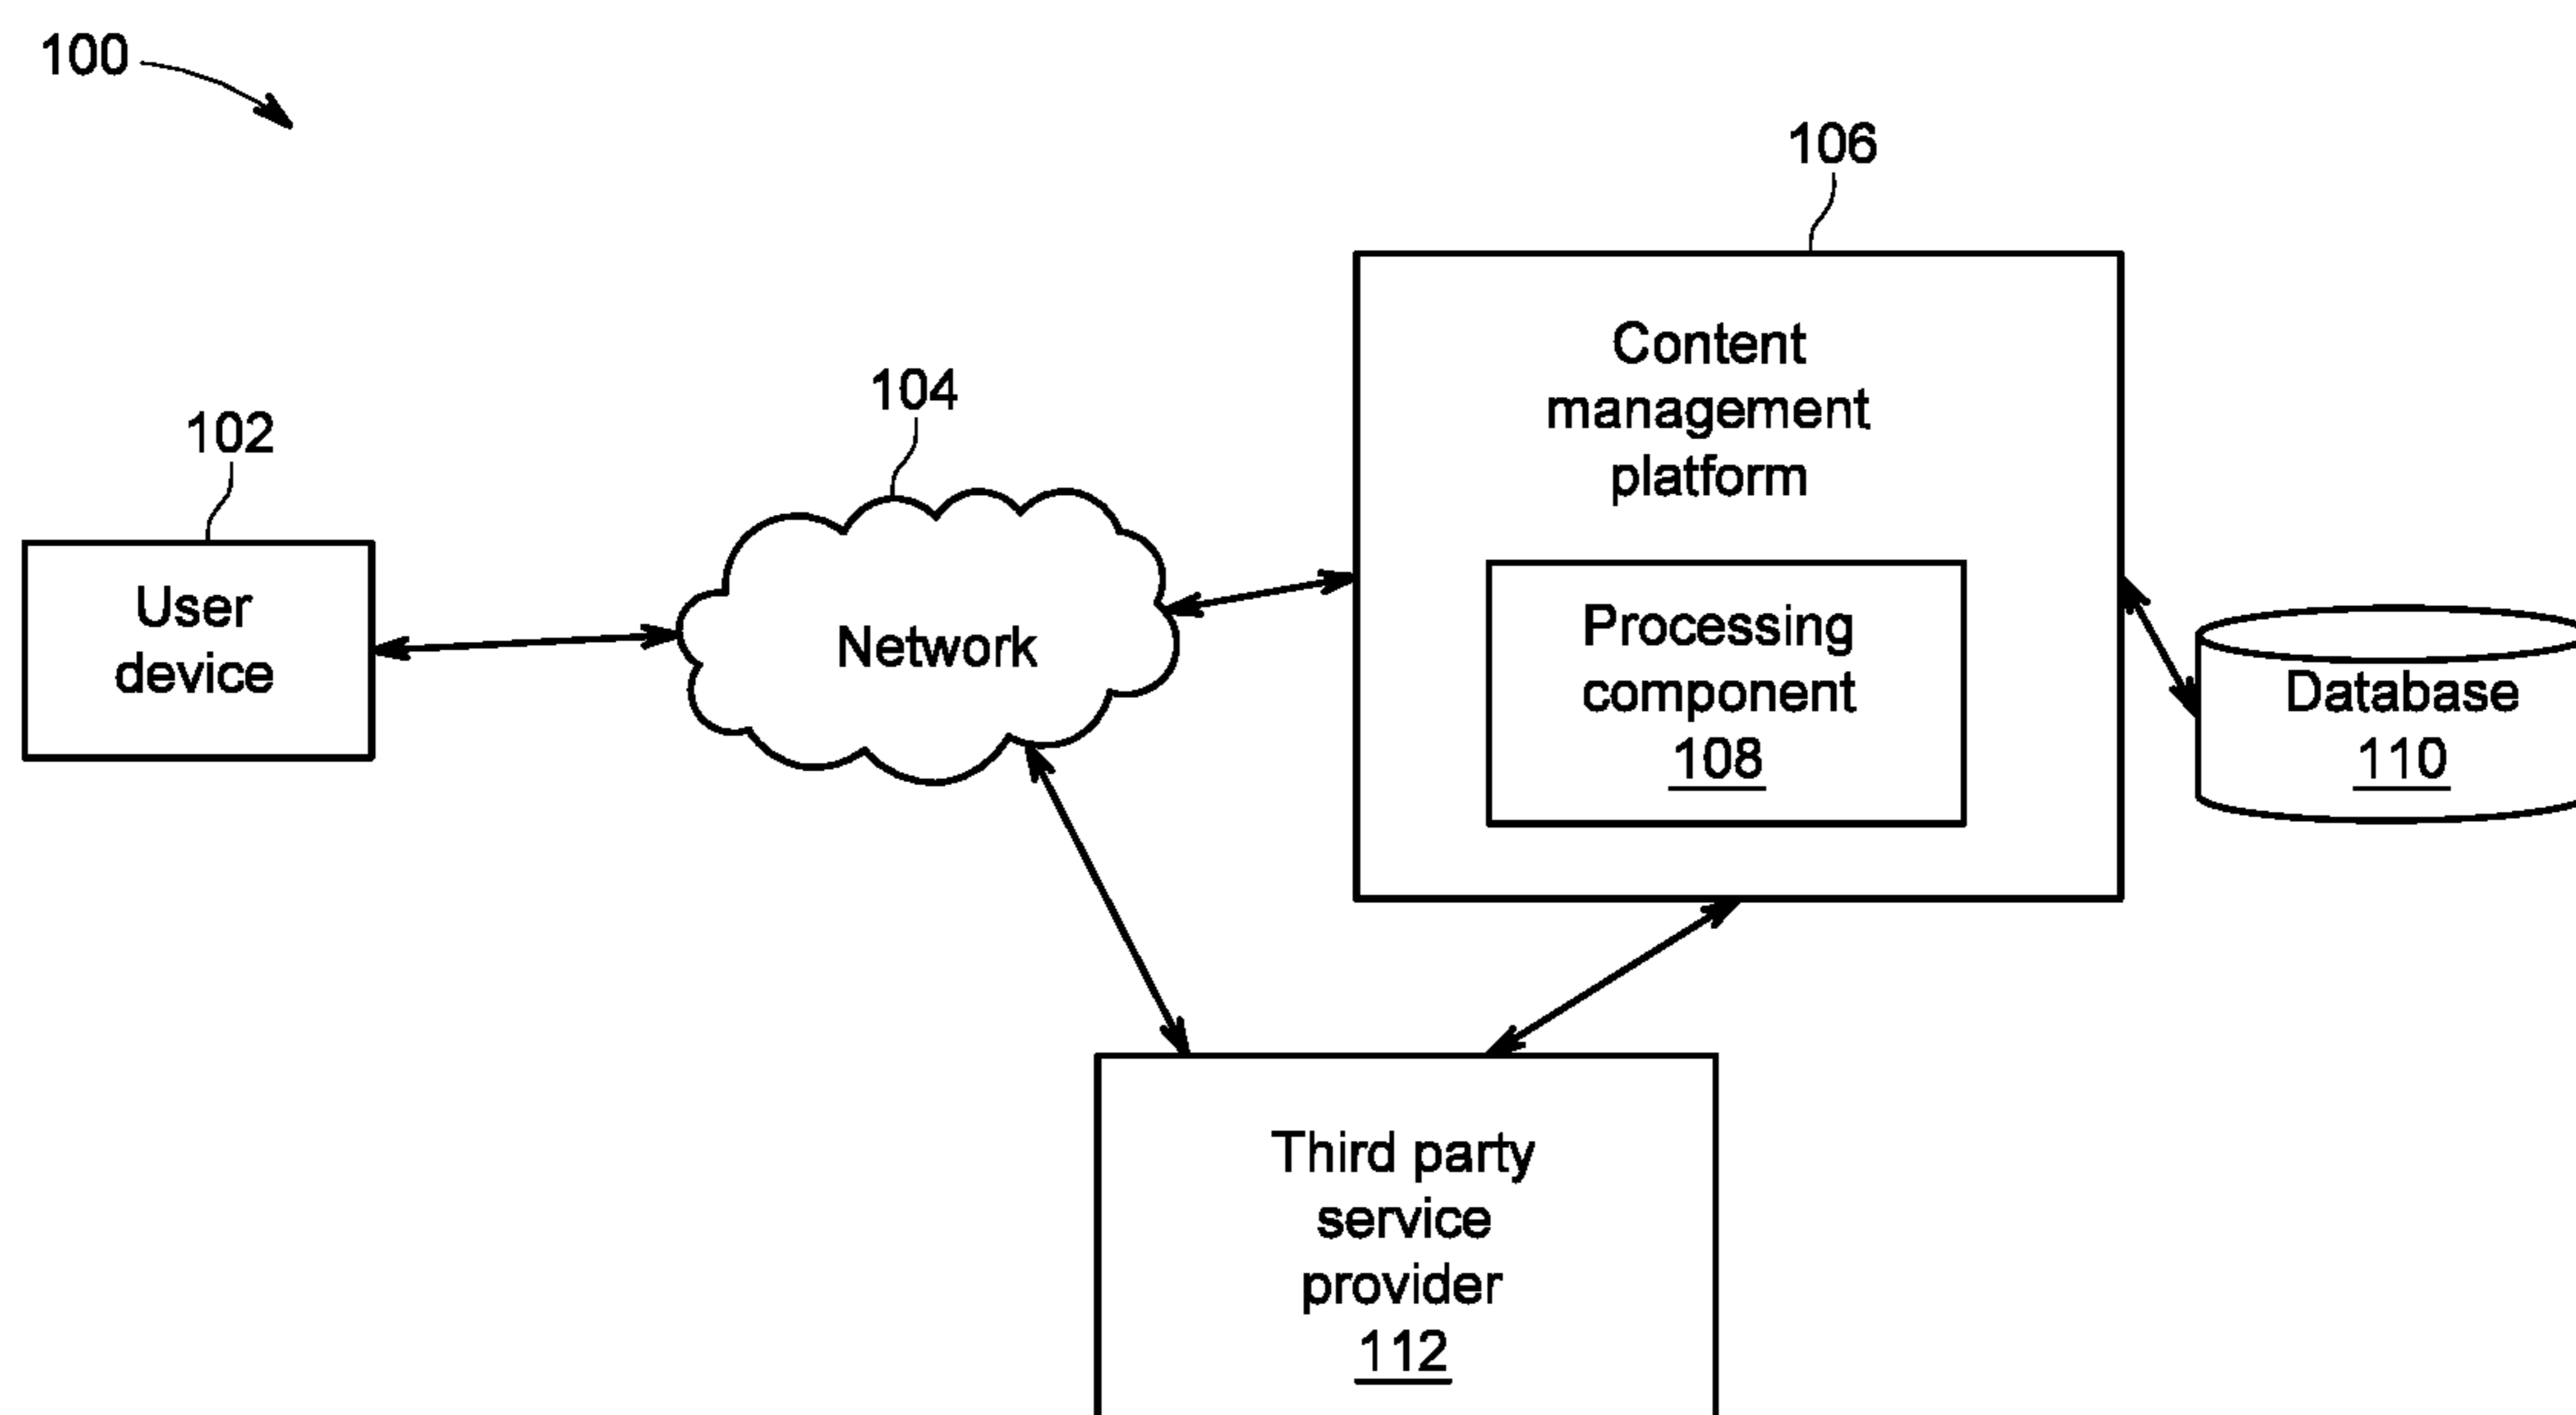 100
106
Content
management
platform
104
102
User
device
Network
Processing
component
108
Database
110
Third party
service
provider
112